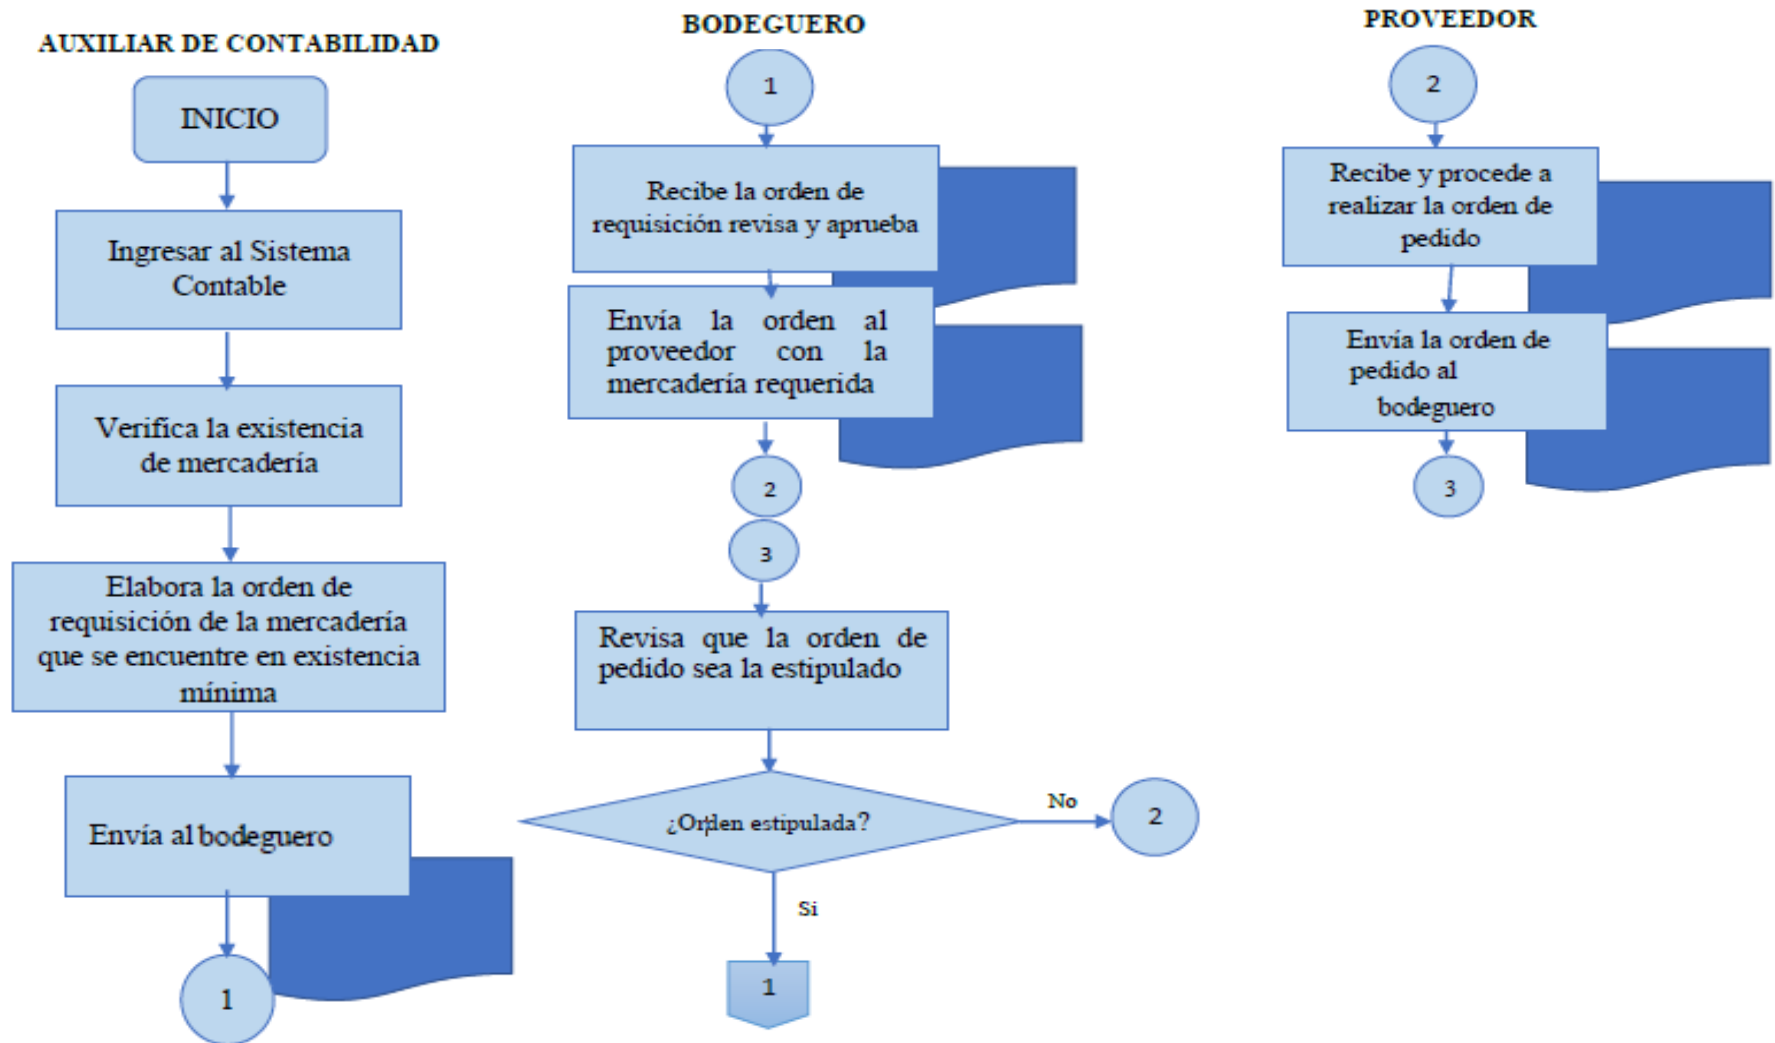 AUXILIAR DE CONTABILIDAD
INICIO
Ingresar al Sistema
Contable
Verifica la existencia
de mercadería
Elabora la orden de
requisición de la mercadería
que se encuentre en existencia
mínima
Envía al bodeguero
1
BODEGUERO
1
Recibe la orden de
requisición revisa y aprueba
Envía la orden al
proveedor con la
mercadería requerida
2
3
Revisa que la orden de
pedido sea la estipulado
¿Orden estipulada?
No
2
Si
1
PROVEEDOR
2
Recibe y procede a
realizar la orden de
pedido
Envía la orden de
pedido al
bodeguero
3